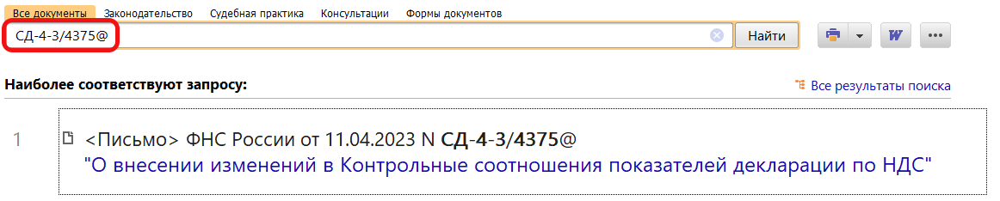 Все документы Законодательство Судебная практика Консультации Формы документов
СД-4-3/4375@ Найти W
Наиболее соответствуют запросу: Все результаты поиска
1 <Письмо> ФНС России от 11.04.2023 N СД-4-3/4375@
"О внесении изменений в Контрольные соотношения показателей декларации по НДС"